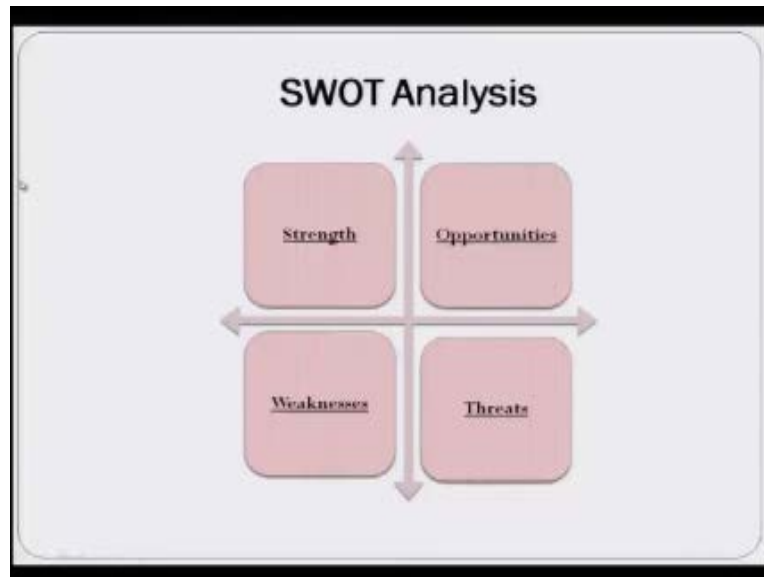 SWOT Analysis
Strength
Opportunities
Weaknesses
Threats